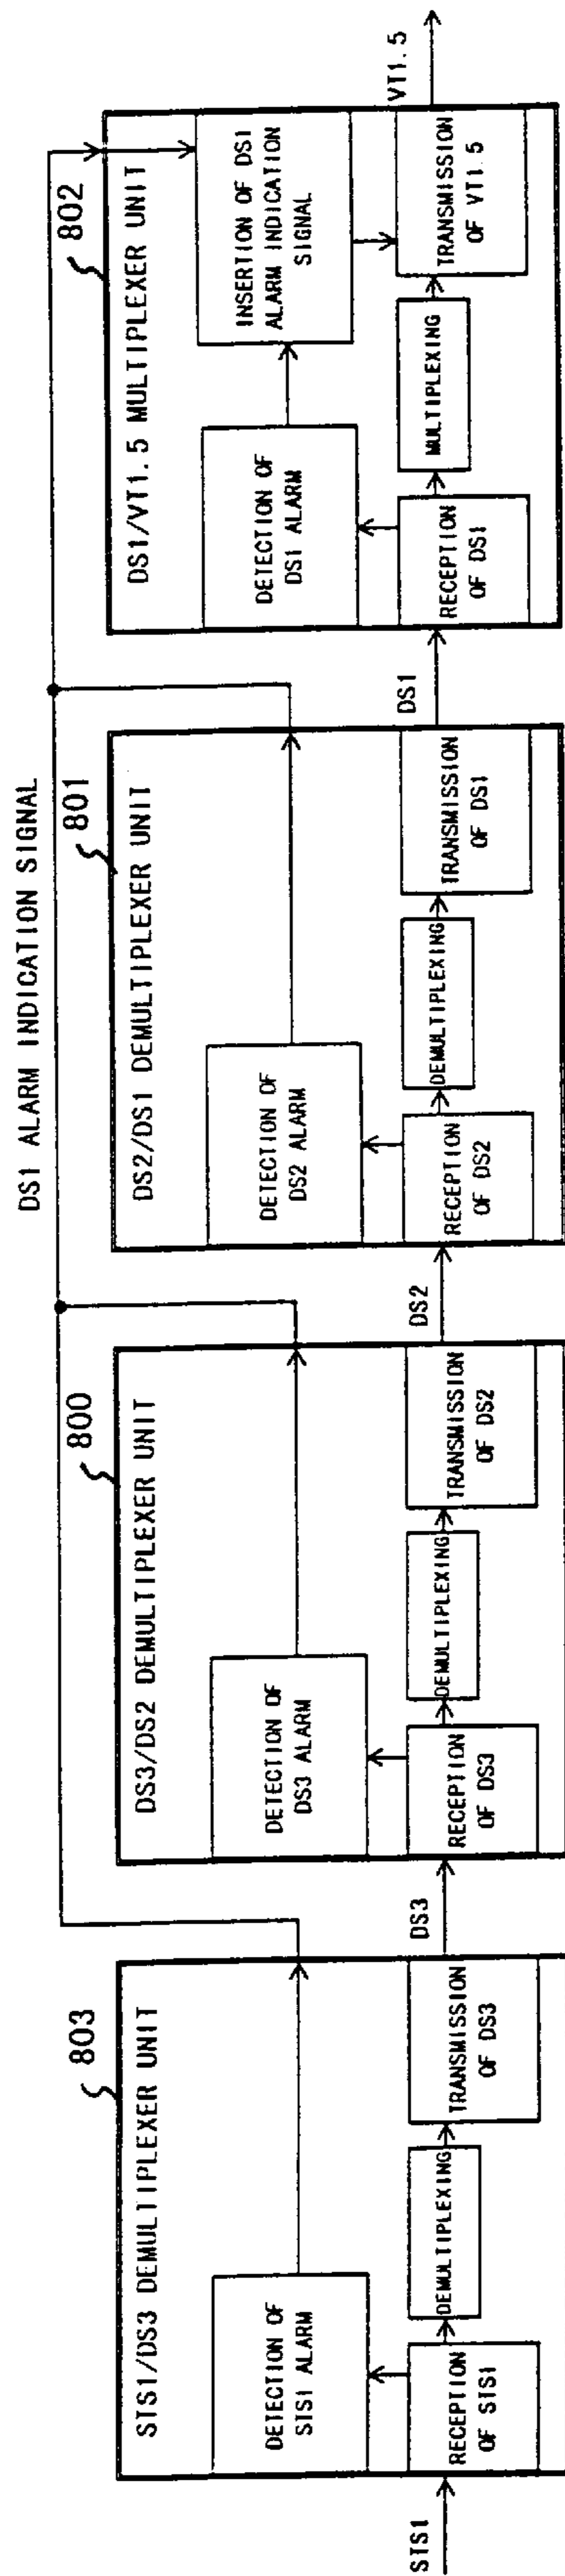 DS1 ALARM INDICATION SIGNAL
803
STS1/DS3 DEMULTIPLEXER UNIT
DETECTION OF
STS1 ALARM
STS1
RECEPTION
OF STS1
DEMULTIPLEXING
TRANSMISSION
OF DS3
DS3
800
DS3/DS2 DEMULTIPLEXER UNIT
DETECTION OF
DS3 ALARM
RECEPTION
OF DS3
DEMULTIPLEXING
TRANSMISSION
OF DS2
DS2
801
DS2/DS1 DEMULTIPLEXER UNIT
DETECTION OF
DS2 ALARM
RECEPTION
OF DS2
DEMULTIPLEXING
TRANSMISSION
OF DS1
DS1
802
DS1/VT1.5 MULTIPLEXER UNIT
DETECTION OF
DS1 ALARM
INSERTION OF DS1
ALARM INDICATION
SIGNAL
RECEPTION
OF DS1
MULTIPLEXING
TRANSMISSION
OF VT1.5
VT1.5